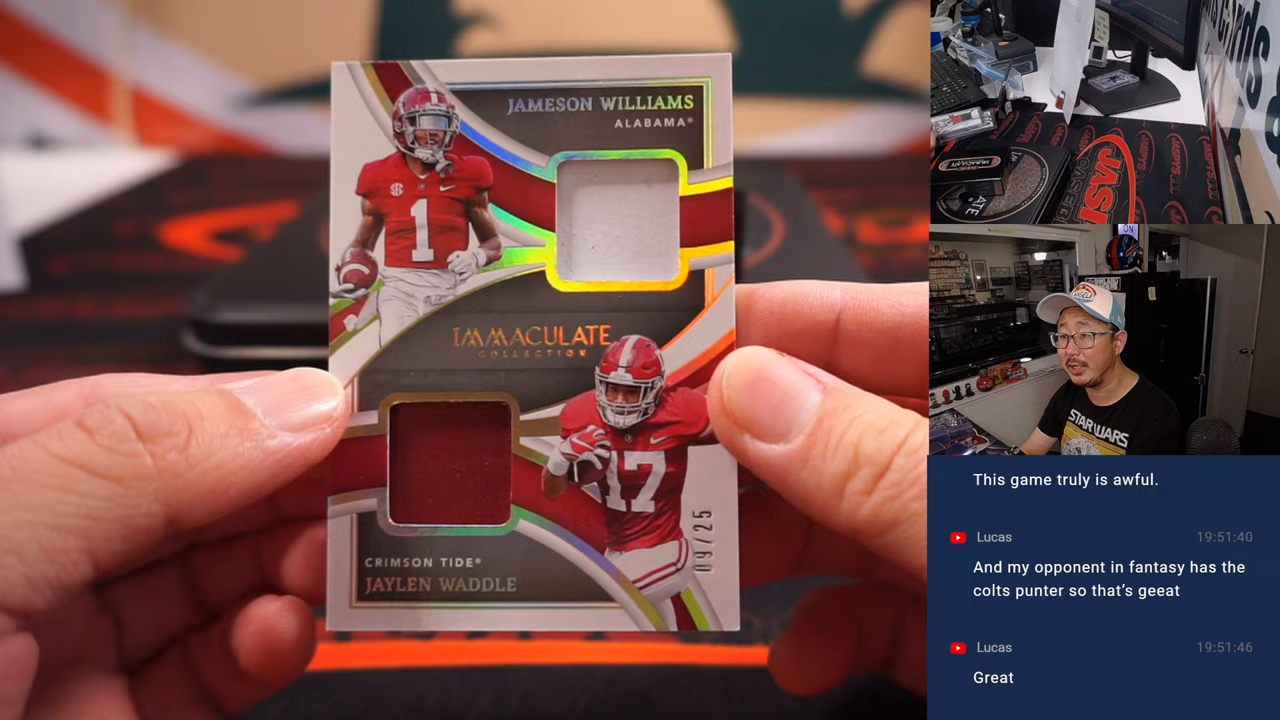 JAMESON WILLIAMS
ALABAMA®
1
IMMACULATE
COLLECTION
17
09/25
CRIMSON TIDE®
JAYLEN WADDLE
ON
STAR WARS
This game truly is awful.
Lucas 19:51:40
And my opponent in fantasy has the
colts punter so that’s geeat
Lucas 19:51:46
Great